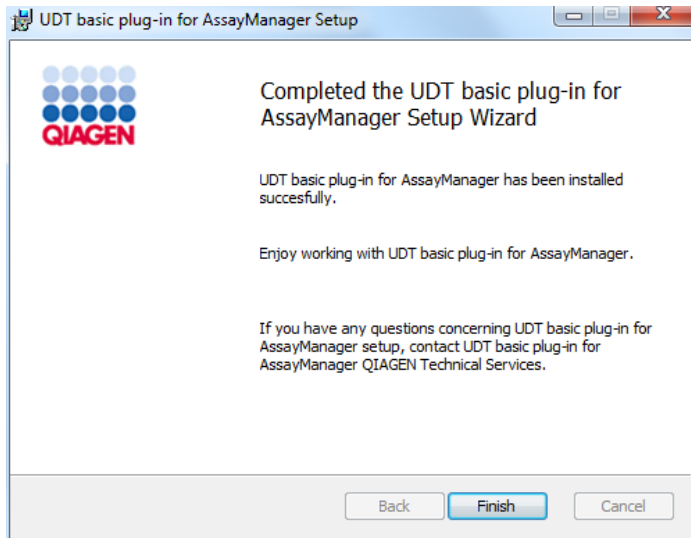 UDT basic plug-in for AssayManager Setup
QIAGEN
Completed the UDT basic plug-in for
AssayManager Setup Wizard
UDT basic plug-in for AssayManager has been installed
succesfully.
Enjoy working with UDT basic plug-in for AssayManager.
If you have any questions concerning UDT basic plug-in for
AssayManager setup, contact UDT basic plug-in for
AssayManager QIAGEN Technical Services.
Back Finish Cancel